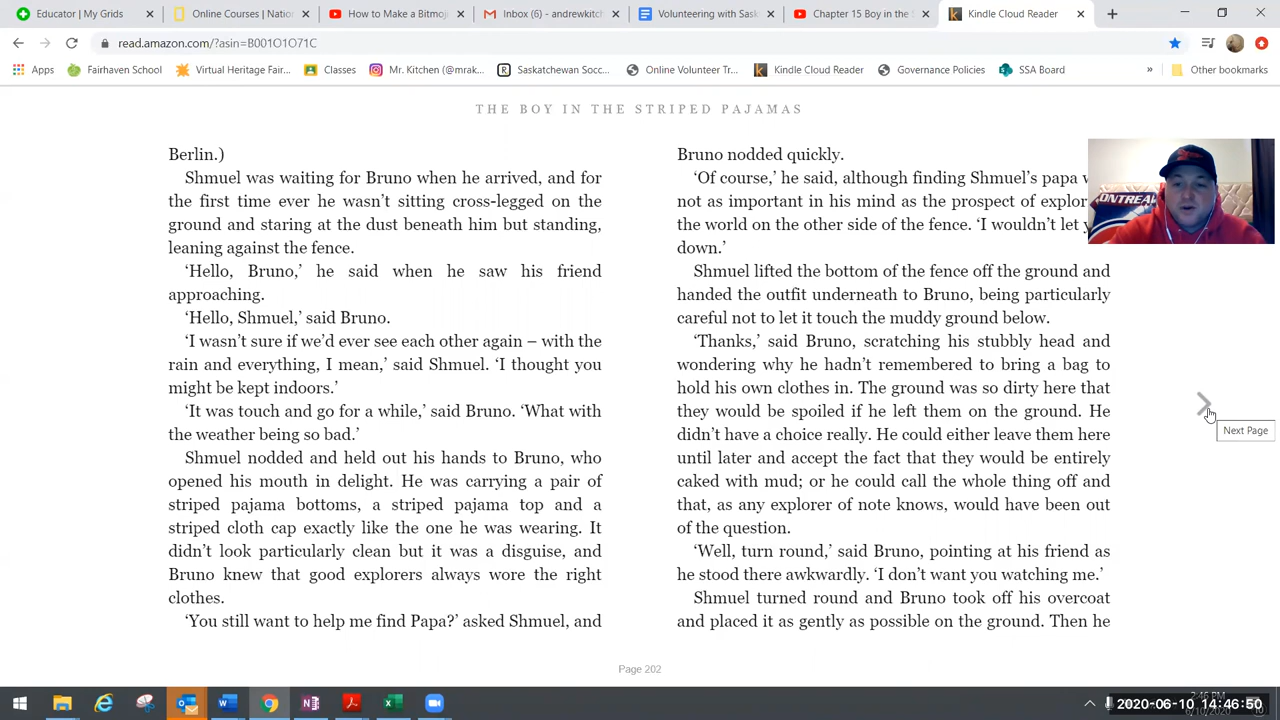 Educator | My Grids
Online Courses | Nation
How to Make a Bitmoji
Inbox (6) - andrewkitch
Volunteering with Sask
Chapter 15 Boy in the
Kindle Cloud Reader
read.amazon.com/?asin=B001O1O71C
Apps
Fairhaven School
Virtual Heritage Fair...
Classes
Mr. Kitchen (@mrak...
Saskatchewan Socc...
Online Volunteer Tr...
Kindle Cloud Reader
Governance Policies
SSA Board
»
Other bookmarks
THE BOY IN THE STRIPED PAJAMAS
Berlin.)
Shmuel was waiting for Bruno when he arrived, and for
the first time ever he wasn’t sitting cross-legged on the
ground and staring at the dust beneath him but standing,
leaning against the fence.
‘Hello, Bruno,’ he said when he saw his friend
approaching.
‘Hello, Shmuel,’ said Bruno.
‘I wasn’t sure if we’d ever see each other again – with the
rain and everything, I mean,’ said Shmuel. ‘I thought you
might be kept indoors.’
‘It was touch and go for a while,’ said Bruno. ‘What with
the weather being so bad.’
Shmuel nodded and held out his hands to Bruno, who
opened his mouth in delight. He was carrying a pair of
striped pajama bottoms, a striped pajama top and a
striped cloth cap exactly like the one he was wearing. It
didn’t look particularly clean but it was a disguise, and
Bruno knew that good explorers always wore the right
clothes.
‘You still want to help me find Papa?’ asked Shmuel, and
Bruno nodded quickly.
‘Of course,’ he said, although finding Shmuel’s papa w
not as important in his mind as the prospect of explor
the world on the other side of the fence. ‘I wouldn’t let y
down.’
Shmuel lifted the bottom of the fence off the ground and
handed the outfit underneath to Bruno, being particularly
careful not to let it touch the muddy ground below.
‘Thanks,’ said Bruno, scratching his stubbly head and
wondering why he hadn’t remembered to bring a bag to
hold his own clothes in. The ground was so dirty here that
they would be spoiled if he left them on the ground. He
didn’t have a choice really. He could either leave them here
until later and accept the fact that they would be entirely
caked with mud; or he could call the whole thing off and
that, as any explorer of note knows, would have been out
of the question.
‘Well, turn round,’ said Bruno, pointing at his friend as
he stood there awkwardly. ‘I don’t want you watching me.’
Shmuel turned round and Bruno took off his overcoat
and placed it as gently as possible on the ground. Then he
ONTREAL
Next Page
Page 202
2:46 PM
2020-06-10 14:46:50